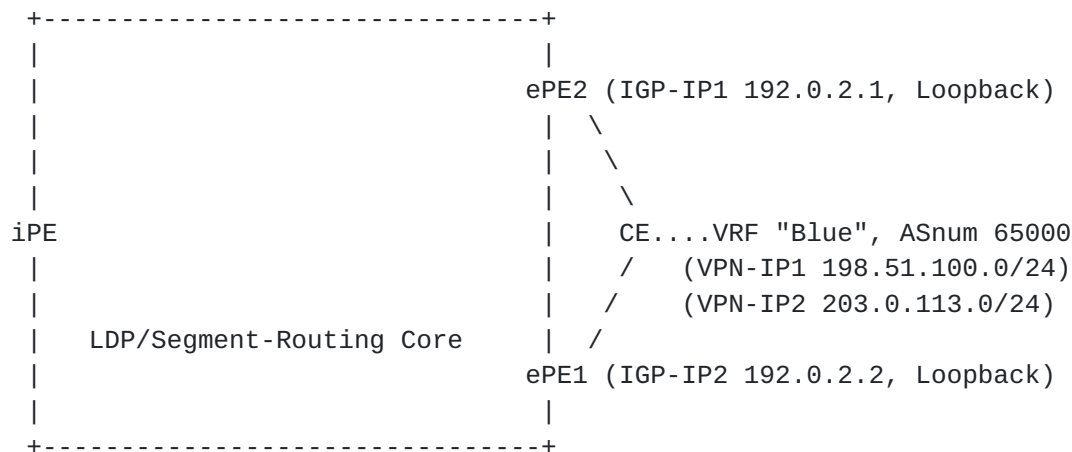 ePE2 (IGP-IP1 192.0.2.1, Loopback)
iPE
CE....VRF "Blue", ASnum 65000
(VPN-IP1 198.51.100.0/24)
(VPN-IP2 203.0.113.0/24)
LDP/Segment-Routing Core
ePE1 (IGP-IP2 192.0.2.2, Loopback)